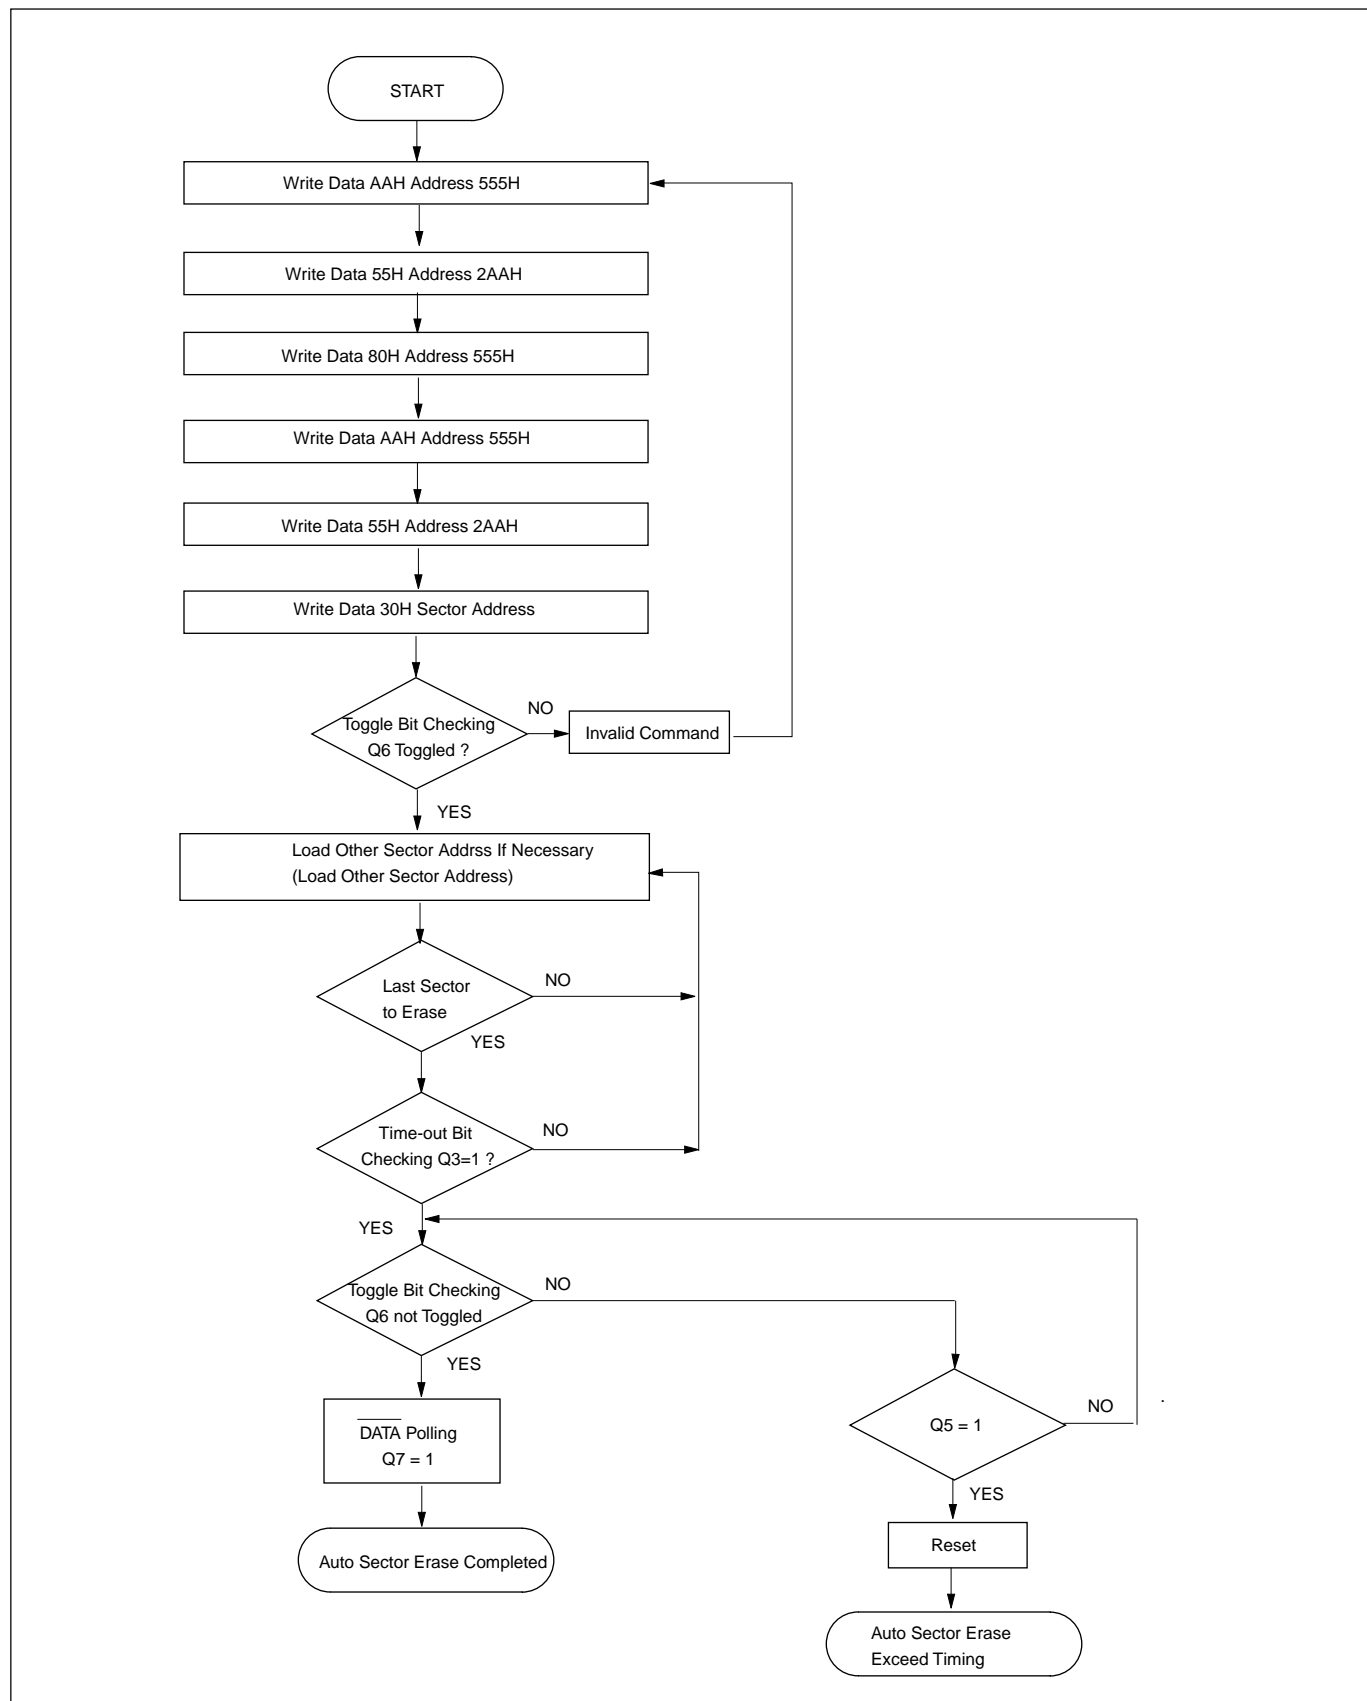 START
Write Data AAH Address 555H
Write Data 55H Address 2AAH
Write Data 80H Address 555H
Write Data AAH Address 555H
Write Data 55H Address 2AAH
Write Data 30H Sector Address
Toggle Bit Checking
Q6 Toggled ?
NO
Invalid Command
YES
Load Other Sector Addrss If Necessary
(Load Other Sector Address)
Last Sector
to Erase
NO
YES
Time-out Bit
Checking Q3=1 ?
NO
YES
Toggle Bit Checking
Q6 not Toggled
NO
YES
DATA Polling
Q7 = 1
Q5 = 1
NO
.
YES
Auto Sector Erase Completed
Reset
Auto Sector Erase
Exceed Timing